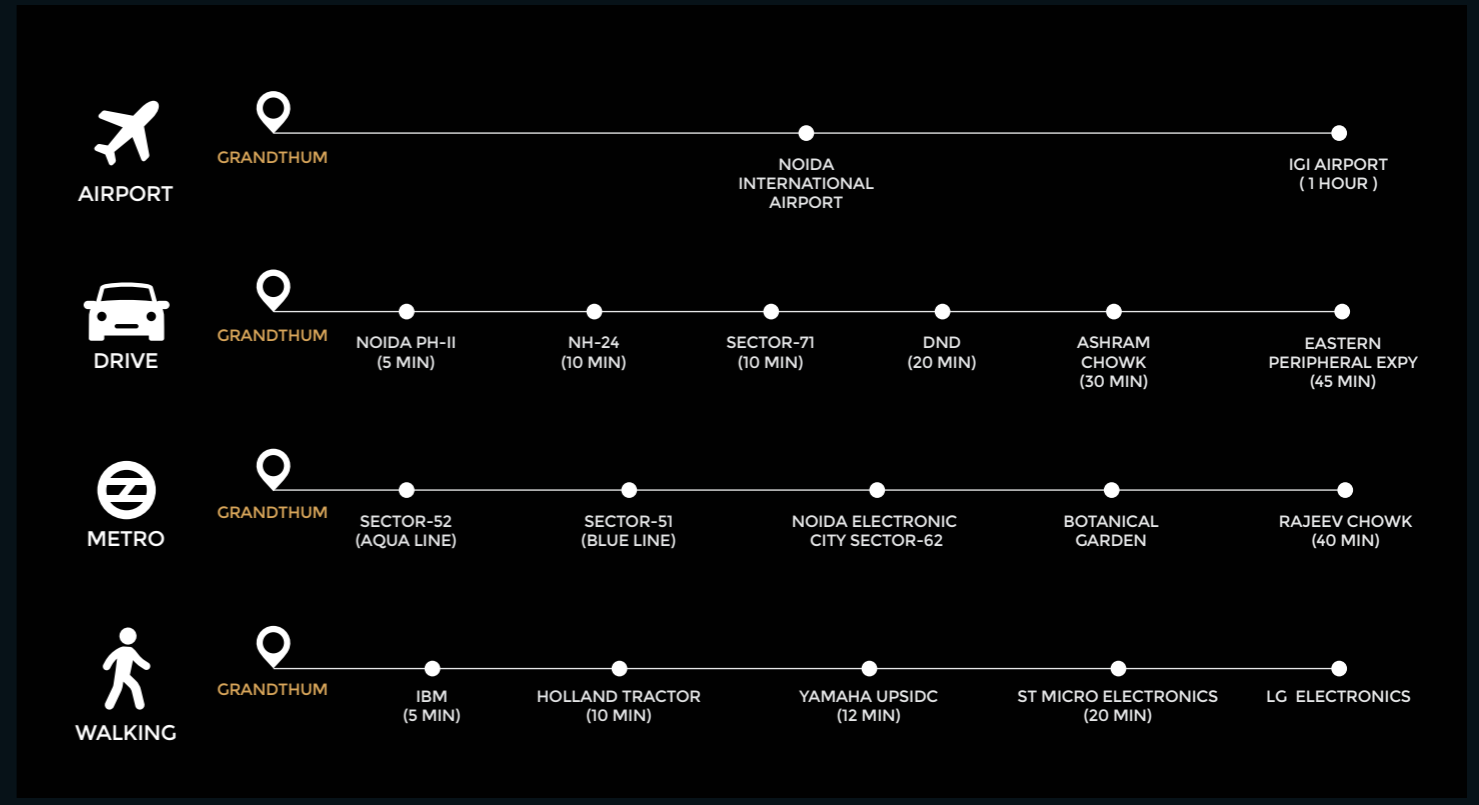 GRANDTHUM
AIRPORT
NOIDA
INTERNATIONAL
AIRPORT
IGI AIRPORT
( 1 HOUR )
GRANDTHUM
DRIVE
NOIDA PH-II
(5 MIN)
NH-24
(10 MIN)
SECTOR-71
(10 MIN)
DND
(20 MIN)
ASHRAM
CHOWK
(30 MIN)
EASTERN
PERIPHERAL EXPY
(45 MIN)
GRANDTHUM
METRO
SECTOR-52
(AQUA LINE)
SECTOR-51
(BLUE LINE)
NOIDA ELECTRONIC
CITY SECTOR-62
BOTANICAL
GARDEN
RAJEEV CHOWK
(40 MIN)
GRANDTHUM
WALKING
IBM
(5 MIN)
HOLLAND TRACTOR
(10 MIN)
YAMAHA UPSIDC
(12 MIN)
ST MICRO ELECTRONICS
(20 MIN)
LG ELECTRONICS